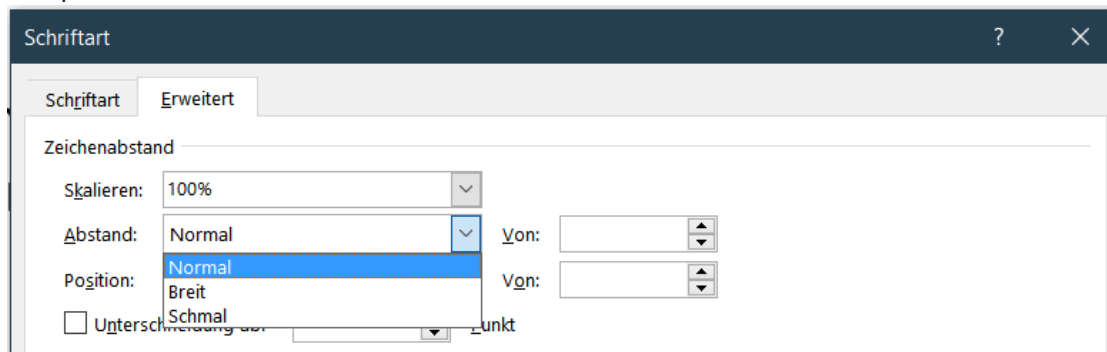 Schriftart ?
Schriftart Erweitert
Zeichenabstand
Skalieren: 100%
Abstand: Normal Von:
Normal
Position: Von:
Breit
Schmal
Punkt